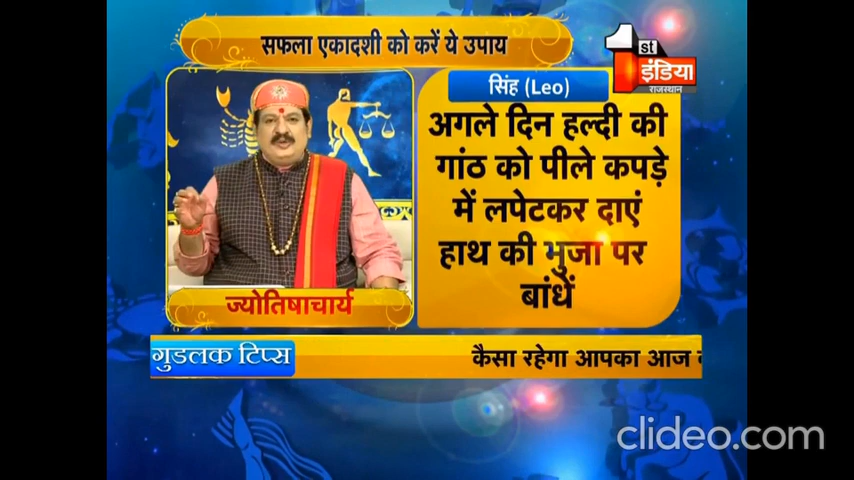 सफला एकादशी को करें ये उपाय
1st
इंडिया
राजस्थान
सिंह (Leo)
अगले दिन हल्दी की
गांठ को पीले कपड़े
में लपेटकर दाएं
हाथ की भुजा पर
बांधें
ज्योतिषाचार्य
गुडलक टिप्स
कैसा रहेगा आपका आज
clideo.com